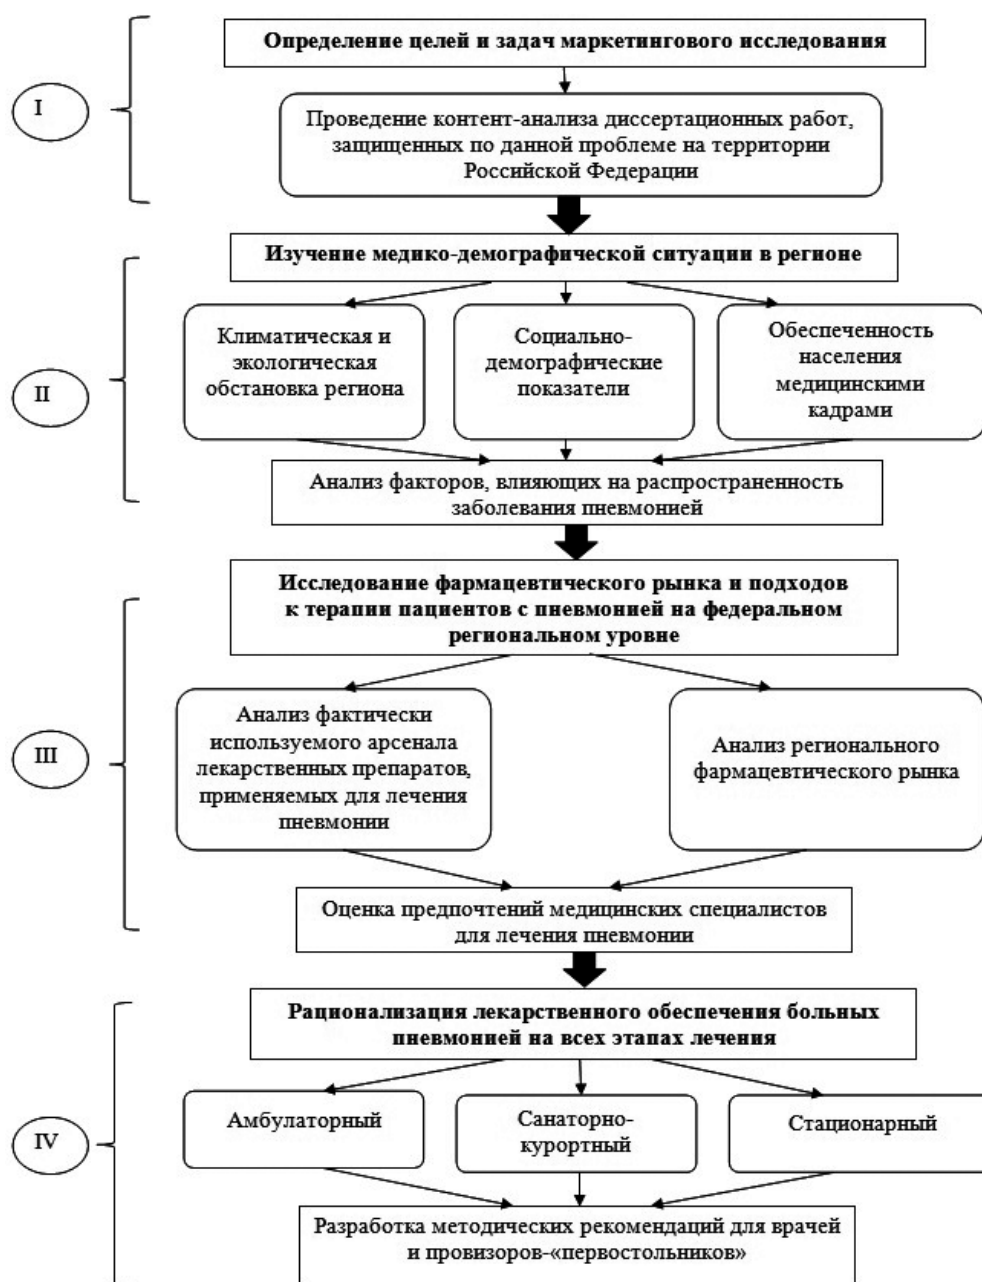 I
Определение целей и задач маркетингового исследования
Проведение контент-анализа диссертационных работ,
защищенных по данной проблеме на территории
Российской Федерации
II
Изучение медико-демографической ситуации в регионе
Климатическая и
экологическая
обстановка региона
Социально-
демографические
показатели
Обеспеченность
населения
медицинскими
кадрами
Анализ факторов, влияющих на распространенность
заболевания пневмонией
III
Исследование фармацевтического рынка и подходов
к терапии пациентов с пневмонией на федеральном
региональном уровне
Анализ фактически
используемого арсенала
лекарственных препаратов,
применяемых для лечения
пневмонии
Анализ регионального
фармацевтического рынка
Оценка предпочтений медицинских специалистов
для лечения пневмонии
IV
Рационализация лекарственного обеспечения больных
пневмонией на всех этапах лечения
Амбулаторный
Санаторно-
курортный
Стационарный
Разработка методических рекомендаций для врачей
и провизоров-«первостольников»